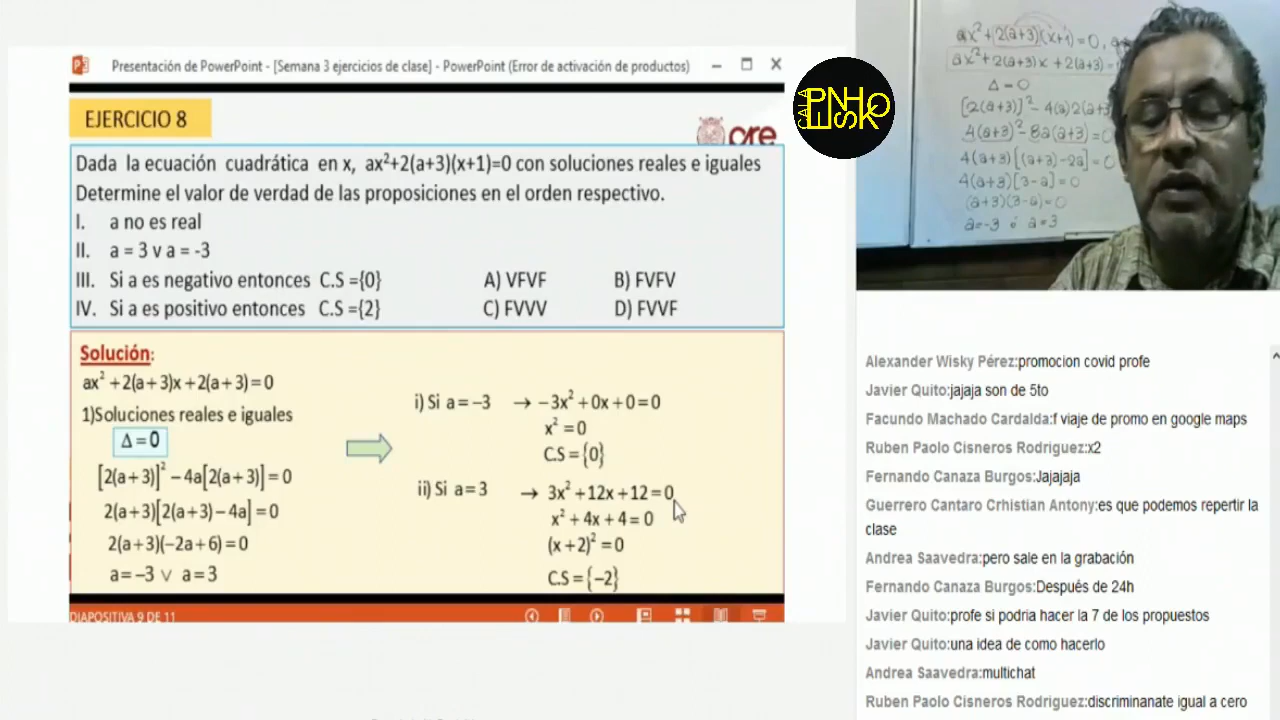 Presentación de PowerPoint - [Semana 3 ejercicios de clase] - PowerPoint (Error de activación de productos)
EJERCICIO 8
Dada la ecuación cuadrática en x, ax²+2(a+3)(x+1)=0 con soluciones reales e iguales
Determine el valor de verdad de las proposiciones en el orden respectivo.
I. a no es real
II. a = 3 v a = -3
III. Si a es negativo entonces C.S ={0} A) VFVF B) FVFV
IV. Si a es positivo entonces C.S ={2} C) FVVV D) FVVF
Solución:
ax² +2(a+3)x+2(a+3)=0
1)Soluciones reales e iguales
Δ=0
[2(a+3)]² −4a[2(a+3)]=0
2(a+3)[2(a+3)−4a]=0
2(a+3)(−2a+6)=0
a=−3 ∨ a=3
i) Si a=−3 → −3x²+0x+0=0
x²=0
C.S={0}
ii) Si a=3 → 3x²+12x+12=0
x²+4x+4=0
(x+2)²=0
C.S={−2}
DIAPOSITIVA 9 DE 11
ax²+2(a+3)(x+1)=0,
ax²+2(a+3)x+2(a+3)=
Δ=0
[2(a+3)]²−4(a)2(a+3
4(a+3)²−8a(a+3)=0
4(a+3)[(a+3)−2a]=0
4(a+3)[3−a]=0
(a+3)(3−a)=0
a=-3 ó a=3
Alexander Wisky Pérez:promocion covid profe
Javier Quito:jajaja son de 5to
Facundo Machado Cardalda:f viaje de promo en google maps
Ruben Paolo Cisneros Rodriguez:x2
Fernando Canaza Burgos:Jajajaja
Guerrero Cantaro Crhistian Antony:es que podemos repertir la
clase
Andrea Saavedra:pero sale en la grabación
Fernando Canaza Burgos:Después de 24h
Javier Quito:profe si podria hacer la 7 de los propuestos
Javier Quito:una idea de como hacerlo
Andrea Saavedra:multichat
Ruben Paolo Cisneros Rodriguez:discriminanate igual a cero